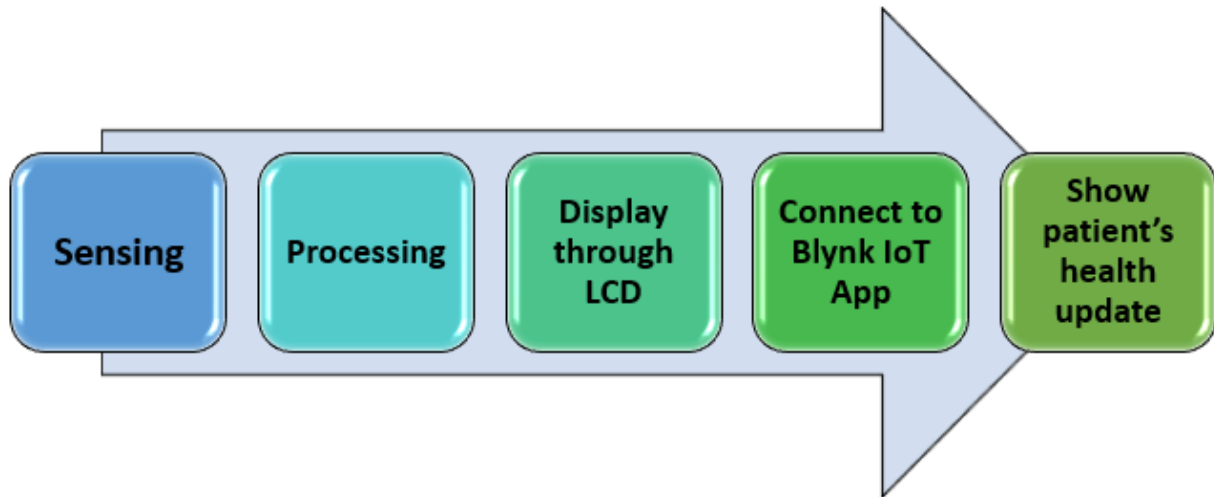 Sensing
Processing
Display
through
LCD
Connect to
Blynk IoT
App
Show
patient’s
health
update